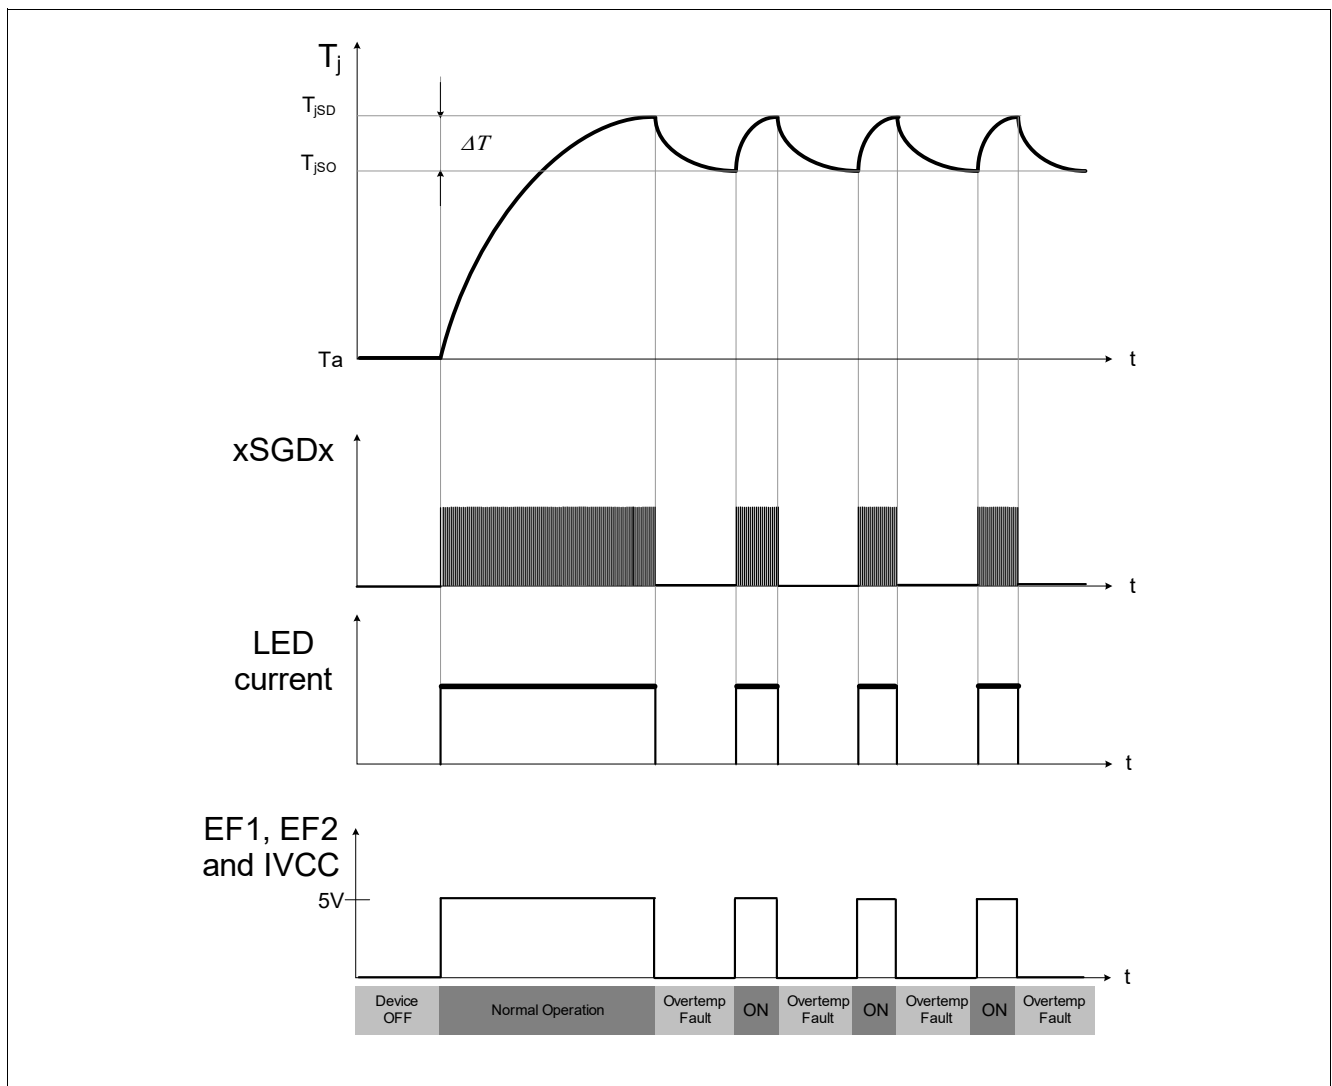 Tj
TjSD
ΔT
TjSO
Ta
t
xSGDx
t
LED
current
t
EF1, EF2
and IVCC
5V
t
Device
OFF
Normal Operation
Overtemp
Fault
ON
Overtemp
Fault
ON
Overtemp
Fault
ON
Overtemp
Fault